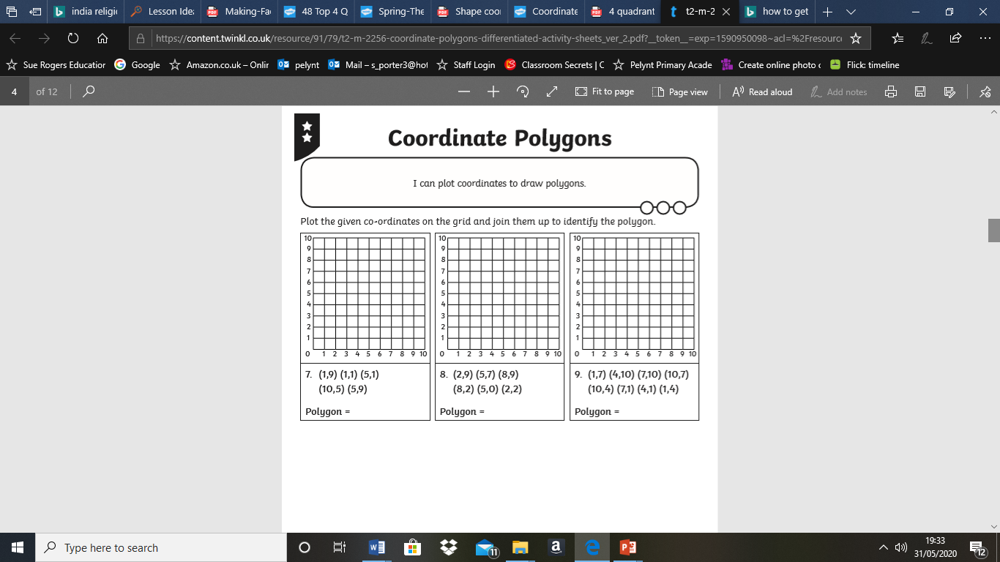 india religi
Lesson Idea
Making-Fa
48 Top 4 Q
Spring-The
Shape coor
Coordinate
4 quadrant
t2-m-2
how to get
https://content.twinkl.co.uk/resource/91/79/t2-m-2256-coordinate-polygons-differentiated-activity-sheets_ver_2.pdf?__token__=exp=1590950098~acl=%2Fresourc
Sue Rogers Education
Google
Amazon.co.uk – Onlin
pelynt
Mail – s_porter3@hot
Staff Login
Classroom Secrets | C
Pelynt Primary Acade
Create online photo c
Flick: timeline
4 of 12
Fit to page
Page view
Read aloud
Add notes
Coordinate Polygons
I can plot coordinates to draw polygons.
Plot the given co-ordinates on the grid and join them up to identify the polygon.
10
9
8
7
6
5
4
3
2
1
0 1 2 3 4 5 6 7 8 9 10
7. (1,9) (1,1) (5,1)
(10,5) (5,9)
Polygon =
10
9
8
7
6
5
4
3
2
1
0 1 2 3 4 5 6 7 8 9 10
8. (2,9) (5,7) (8,9)
(8,2) (5,0) (2,2)
Polygon =
10
9
8
7
6
5
4
3
2
1
0 1 2 3 4 5 6 7 8 9 10
9. (1,7) (4,10) (7,10) (10,7)
(10,4) (7,1) (4,1) (1,4)
Polygon =
Type here to search
11
19:33
31/05/2020
12